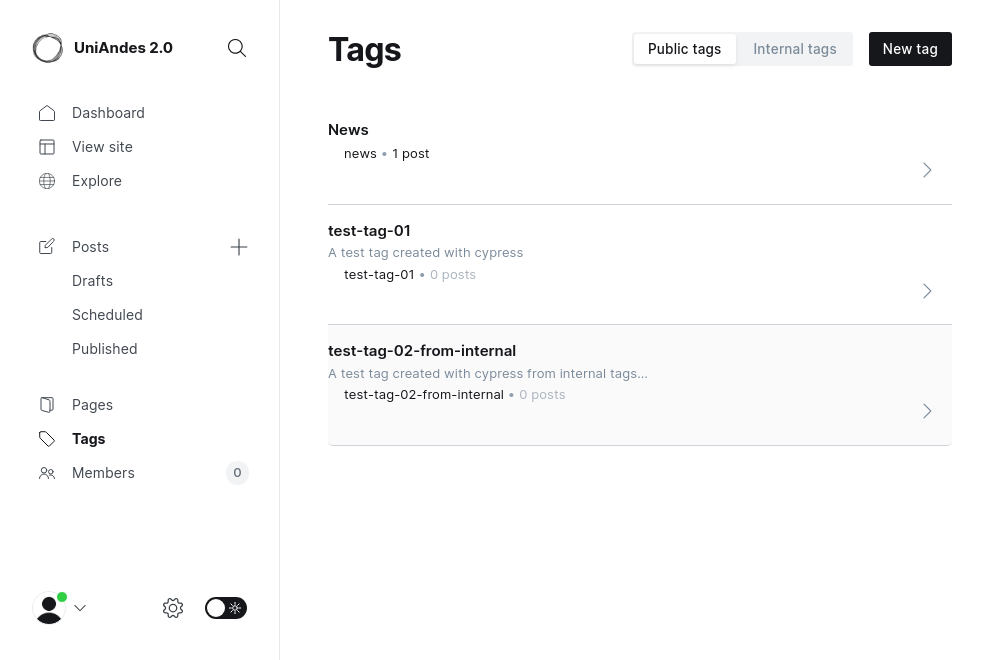 UniAndes 2.0
Dashboard
View site
Explore
Posts
Drafts
Scheduled
Published
Pages
Tags
Members
0
Tags
Public tags
Internal tags
New tag
News
news • 1 post
test-tag-01
A test tag created with cypress
test-tag-01 • 0 posts
test-tag-02-from-internal
A test tag created with cypress from internal tags...
test-tag-02-from-internal • 0 posts